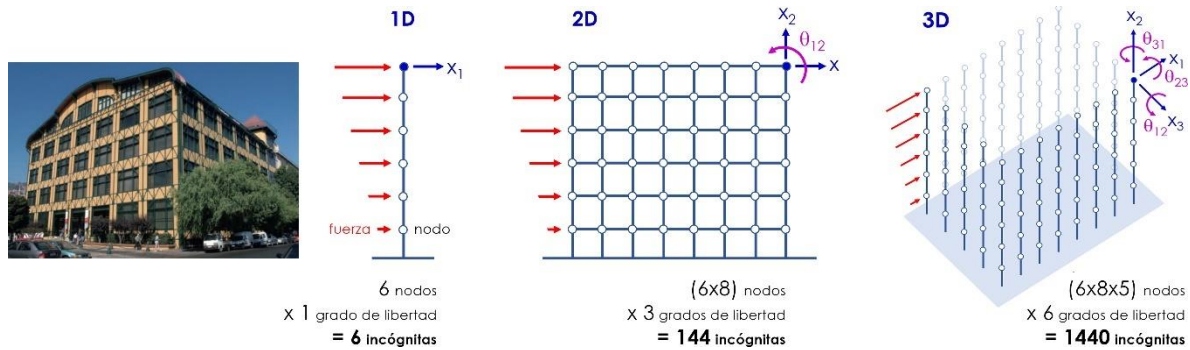 1D
X1
fuerza
nodo
6 nodos
x 1 grado de libertad
= 6 incógnitas
2D
X2
θ12
X
(6x8) nodos
x 3 grados de libertad
= 144 incógnitas
3D
X2
θ31
X1
θ23
X3
θ12
(6x8x5) nodos
x 6 grados de libertad
= 1440 incógnitas